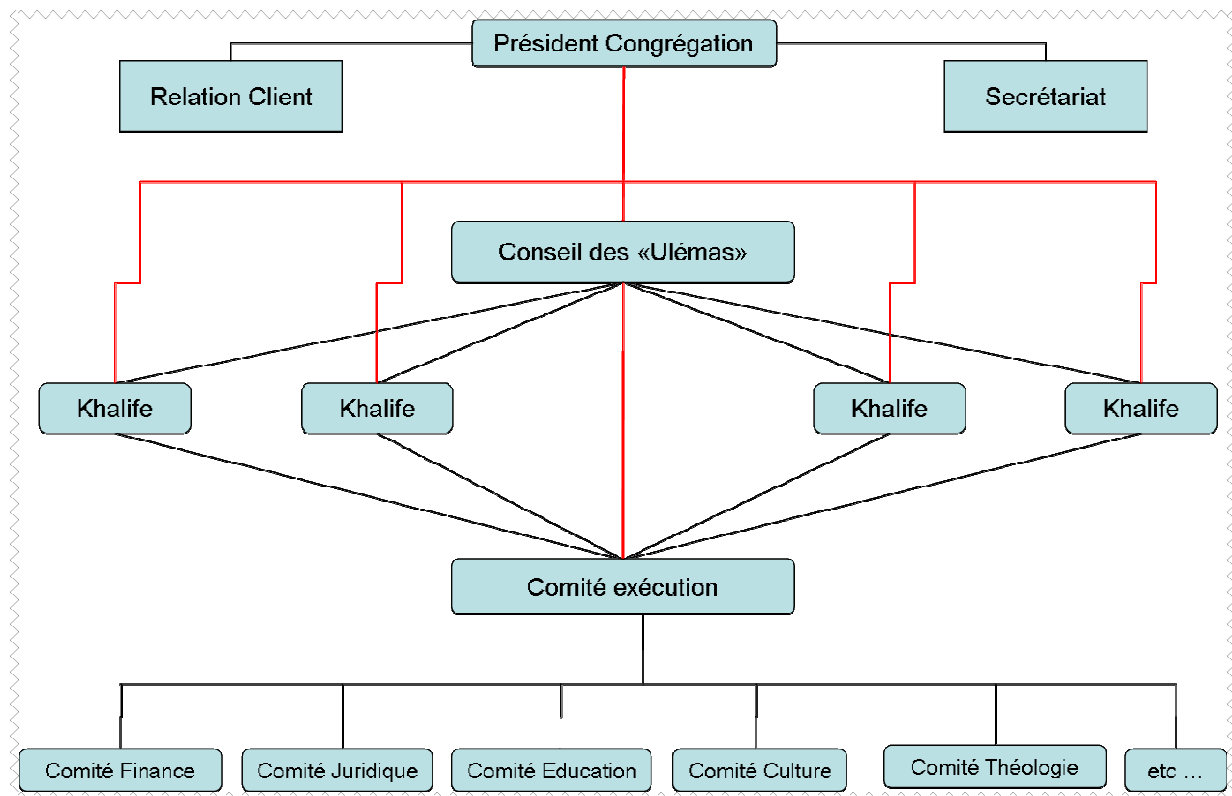 Président Congrégation
Relation Client
Secrétariat
Conseil des «Ulémas»
Khalife
Khalife
Khalife
Khalife
Comité exécution
Comité Finance
Comité Juridique
Comité Education
Comité Culture
Comité Théologie
etc ...